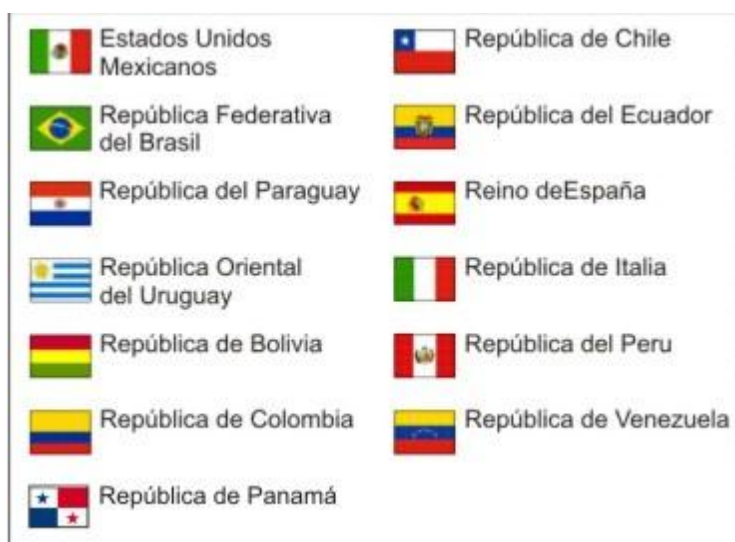 Estados Unidos
Mexicanos
República Federativa
del Brasil
República del Paraguay
República Oriental
del Uruguay
República de Bolivia
República de Colombia
República de Panamá
República de Chile
República del Ecuador
Reino deEspaña
República de Italia
República del Peru
República de Venezuela